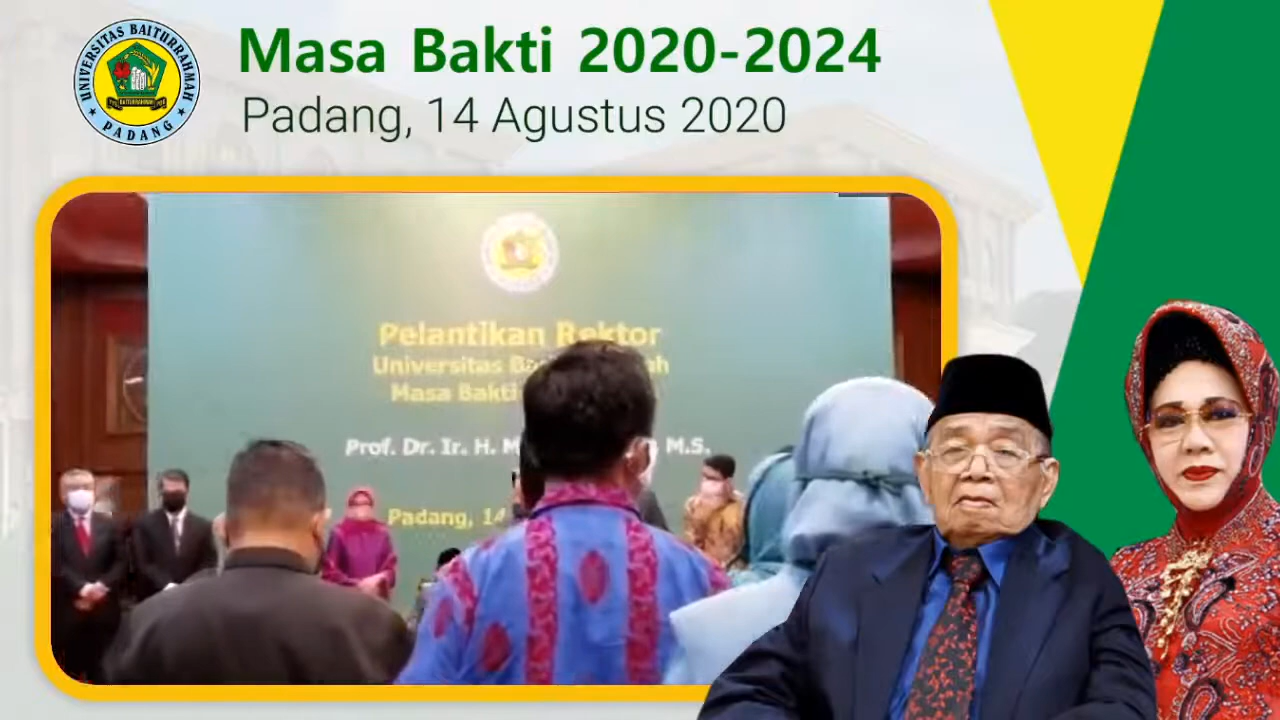 UNIVERSITAS BAITURRAHMAH
BAITURRAHMAH
PADANG
Masa Bakti 2020-2024
Padang, 14 Agustus 2020
Pelantikan Rektor
Universitas
Masa Bakti
Prof. Dr. Ir. H. M.S.
Padang, 14